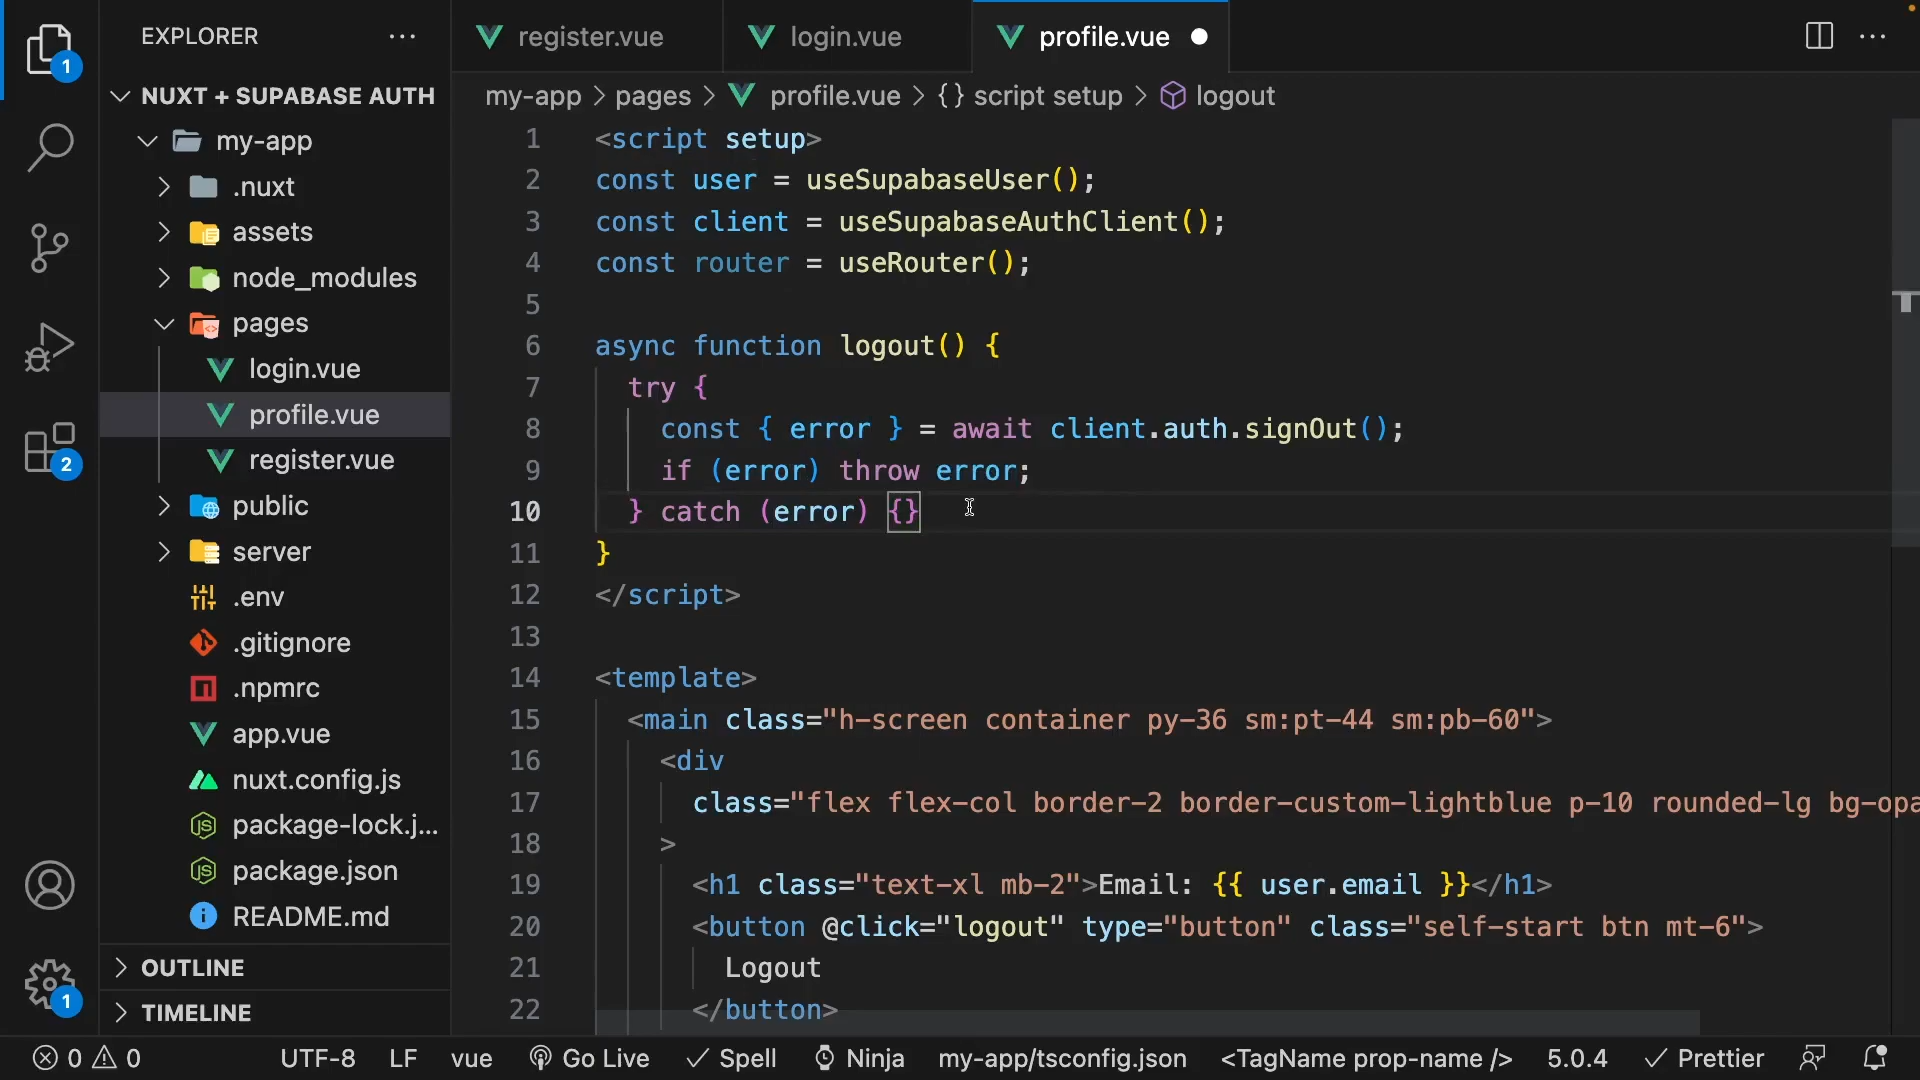 EXPLORER
NUXT + SUPABASE AUTH
my-app
.nuxt
assets
node_modules
pages
login.vue
profile.vue
register.vue
public
server
.env
.gitignore
.npmrc
app.vue
nuxt.config.js
package-lock.j...
package.json
README.md
OUTLINE
TIMELINE
1
2
1
register.vue
login.vue
profile.vue
my-app > pages > profile.vue > {} script setup > logout
1 <script setup>
2 const user = useSupabaseUser();
3 const client = useSupabaseAuthClient();
4 const router = useRouter();
5
6 async function logout() {
7 try {
8 const { error } = await client.auth.signOut();
9 if (error) throw error;
10 } catch (error) {}
11 }
12 </script>
13
14 <template>
15 <main class="h-screen container py-36 sm:pt-44 sm:pb-60">
16 <div
17 class="flex flex-col border-2 border-custom-lightblue p-10 rounded-lg bg-opa
18 >
19 <h1 class="text-xl mb-2">Email: {{ user.email }}</h1>
20 <button @click="logout" type="button" class="self-start btn mt-6">
21 Logout
22 </button>
0 0 UTF-8 LF vue Go Live Spell Ninja my-app/tsconfig.json <TagName prop-name /> 5.0.4 Prettier